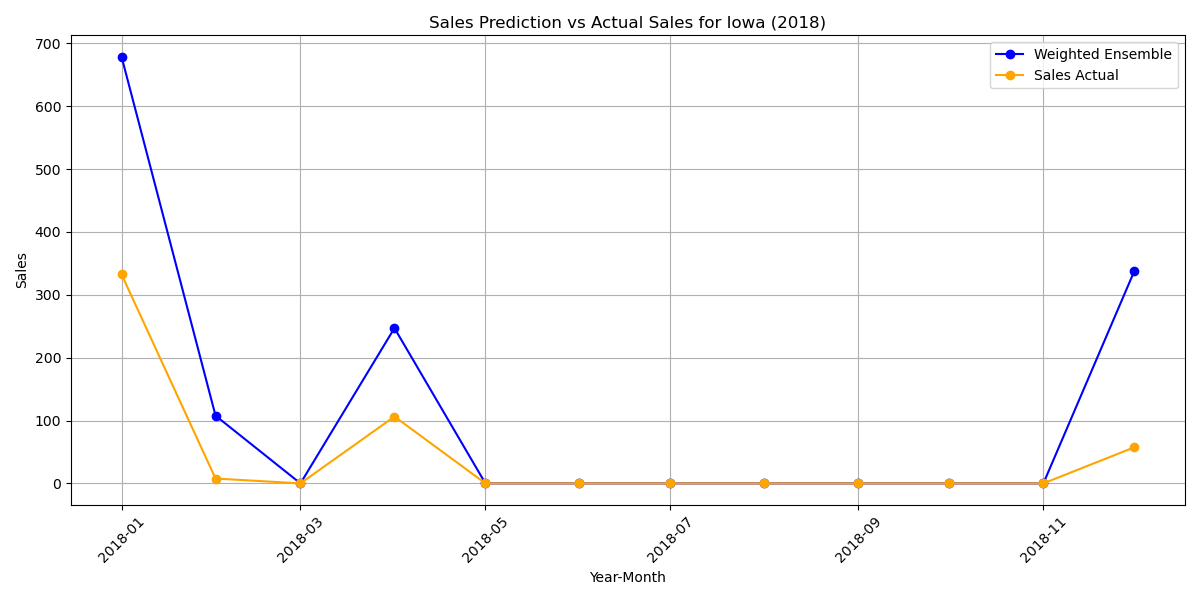 Sales Prediction vs Actual Sales for Iowa (2018)
Weighted Ensemble
Sales Actual
700
600
500
400
300
200
100
0
Sales
2018-01
2018-03
2018-05
2018-07
2018-09
2018-11
Year-Month